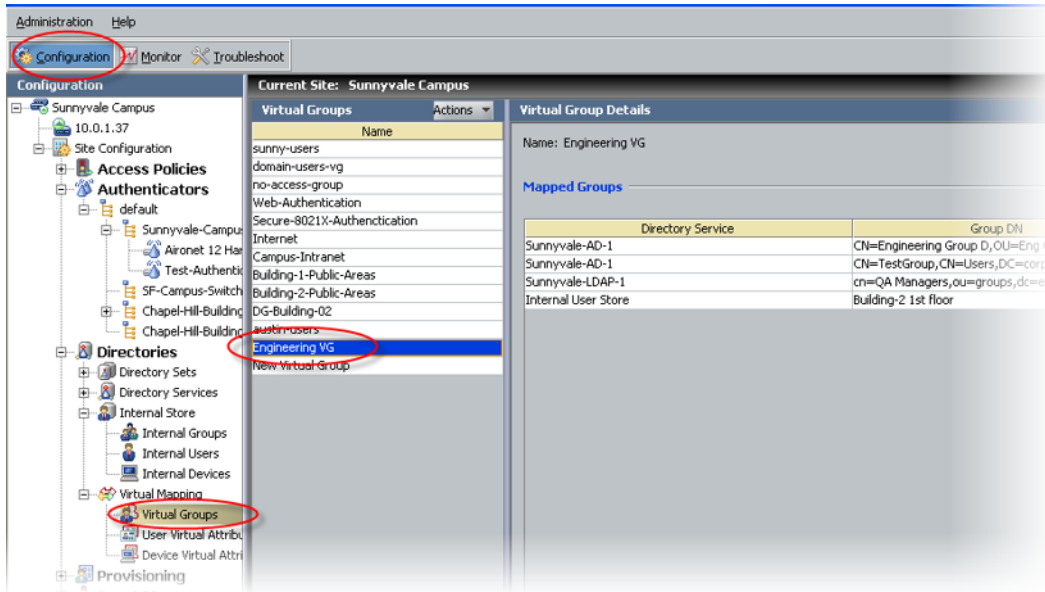 Administration Help
Configuration Monitor Troubleshoot
Configuration
Sunnyvale Campus
10.0.1.37
Site Configuration
Access Policies
Authenticators
default
Sunnyvale-Campu
Aironet 12 Har
Test-Authentic
SF-Campus-Switch
Chapel-Hill-Building
Chapel-Hill-Building
Directories
Directory Sets
Directory Services
Internal Store
Internal Groups
Internal Users
Internal Devices
Virtual Mapping
Virtual Groups
User Virtual Attribu
Device Virtual Attri
Provisioning
Current Site: Sunnyvale Campus
Virtual Groups Actions
Name
sunny-users
domain-users-vg
no-access-group
Web-Authentication
Secure-8021X-Authenctication
Internet
Campus-Intranet
Building-1-Public-Areas
Building-2-Public-Areas
DG-Building-02
austin-users
Engineering VG
New Virtual Group
Virtual Group Details
Name: Engineering VG
Mapped Groups
Directory Service Group DN
Sunnyvale-AD-1 CN=Engineering Group D,OU=Eng
Sunnyvale-AD-1 CN=TestGroup,CN=Users,DC=corp
Sunnyvale-LDAP-1 cn=QA Managers,ou=groups,dc=e
Internal User Store Building-2 1st floor